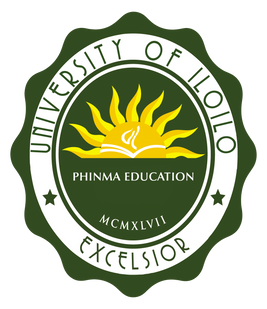 UNIVERSITY OF ILOILO
PHINMA EDUCATION
MCMXLVII
EXCELSIOR